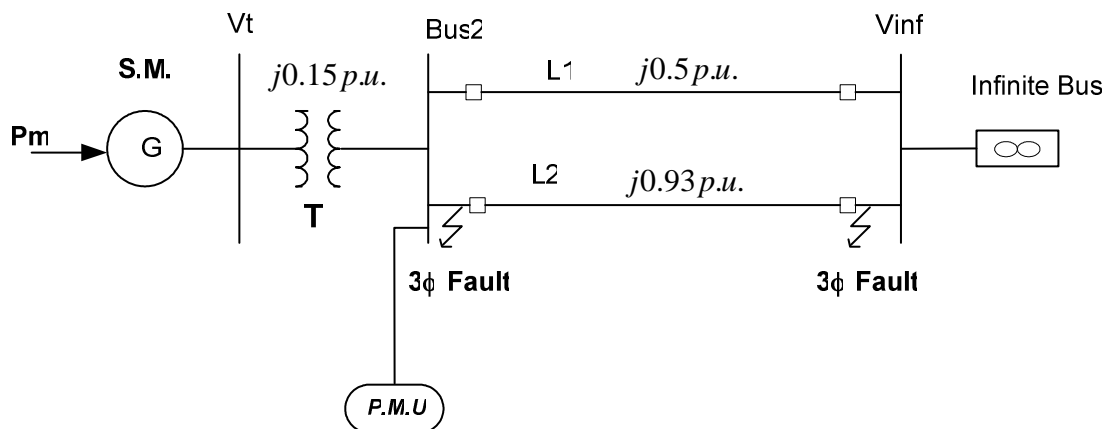 Vt
Bus2
Vinf
S.M.
j0.15 p.u.
L1
j0.5 p.u.
Infinite Bus
Pm
G
L2
j0.93 p.u.
T
3ϕ Fault
3ϕ Fault
P.M.U